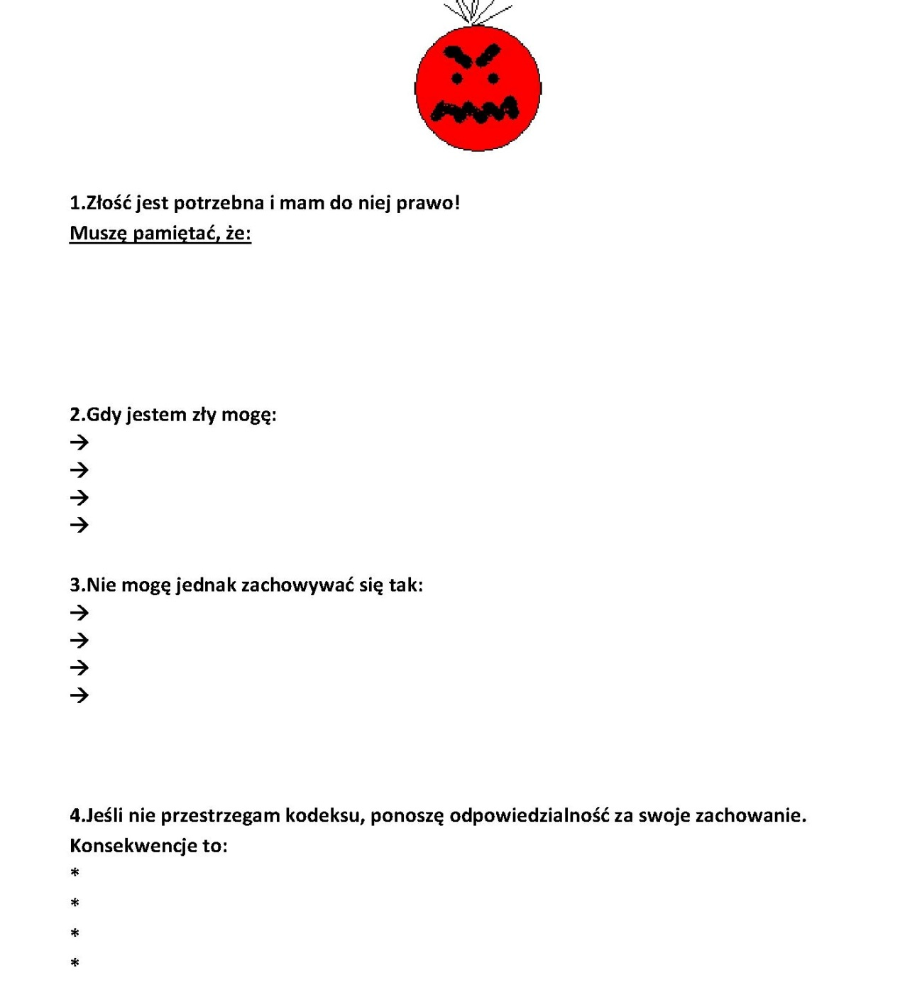 1.Złość jest potrzebna i mam do niej prawo!
Muszę pamiętać, że:
2.Gdy jestem zły mogę:
→
→
→
→
3.Nie mogę jednak zachowywać się tak:
→
→
→
→
4.Jeśli nie przestrzegam kodeksu, ponoszę odpowiedzialność za swoje zachowanie.
Konsekwencje to:
*
*
*
*